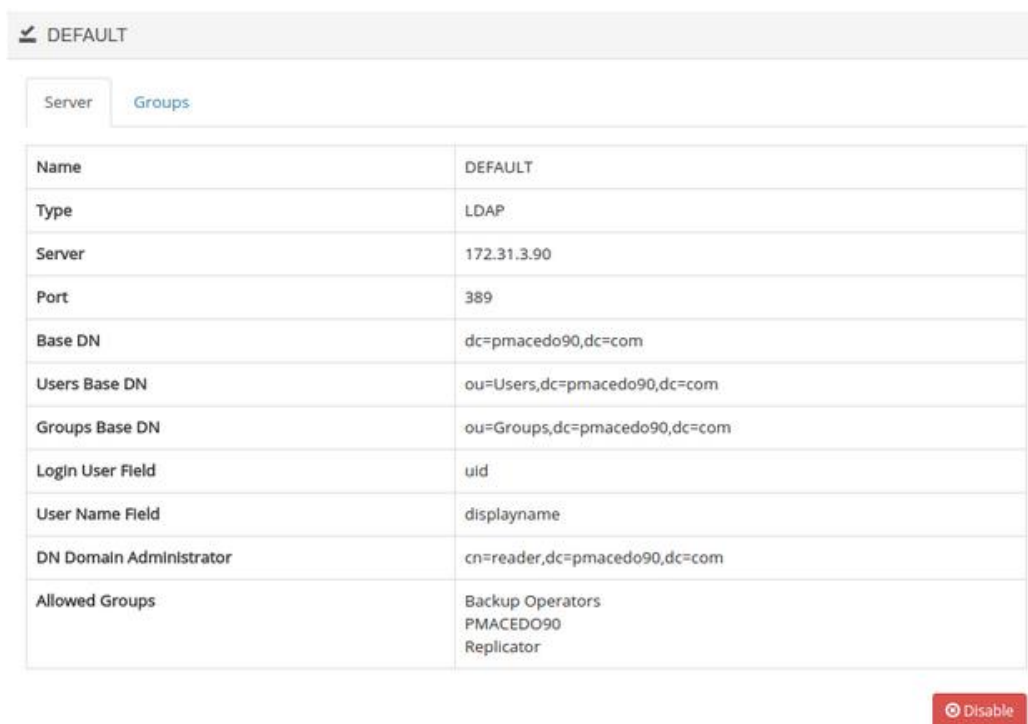 DEFAULT
Server Groups
Name DEFAULT
Type LDAP
Server 172.31.3.90
Port 389
Base DN dc=pmacedo90,dc=com
Users Base DN ou=Users,dc=pmacedo90,dc=com
Groups Base DN ou=Groups,dc=pmacedo90,dc=com
Login User Field uid
User Name Field displayname
DN Domain Administrator cn=reader,dc=pmacedo90,dc=com
Allowed Groups Backup Operators
PMACEDO90
Replicator
Disable